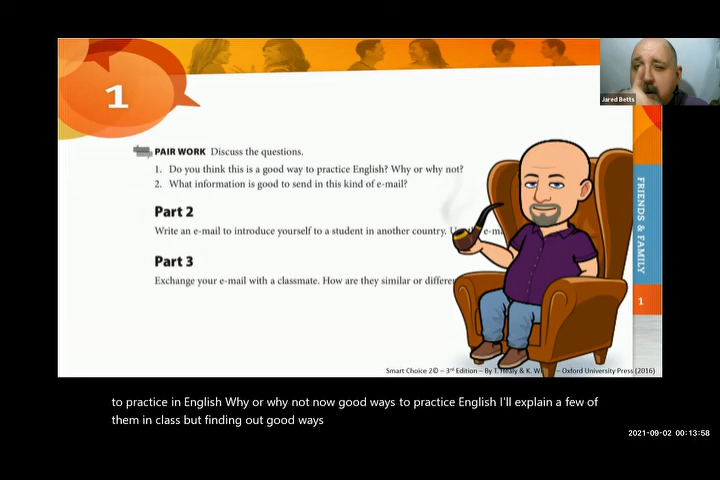 1
Jared Betts
PAIR WORK Discuss the questions.
1. Do you think this is a good way to practice English? Why or why not?
2. What information is good to send in this kind of e-mail?
Part 2
Write an e-mail to introduce yourself to a student in another country. e-m
Part 3
Exchange your e-mail with a classmate. How are they similar or differe
FRIENDS & FAMILY
1
Smart Choice 2© – 3rd Edition – By T. Healy & K. W – Oxford University Press (2016)
to practice in English Why or why not now good ways to practice English I'll explain a few of
them in class but finding out good ways
2021-09-02 00:13:58